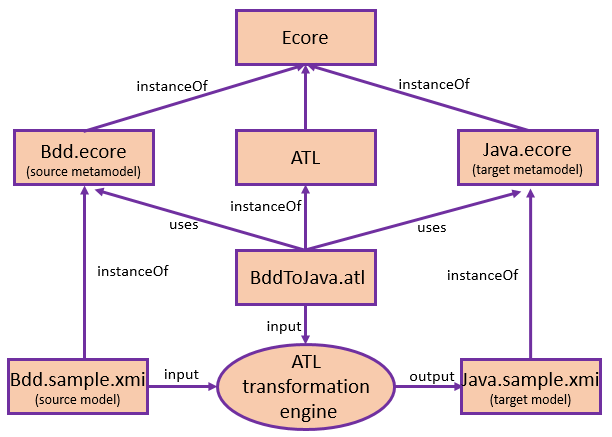 Ecore
instanceOf
instanceOf
Bdd.ecore
(source metamodel)
ATL
Java.ecore
(target metamodel)
instanceOf
uses
uses
instanceOf
BddToJava.atl
instanceOf
input
Bdd.sample.xmi
(source model)
input
ATL
transformation
engine
output
Java.sample.xmi
(target model)